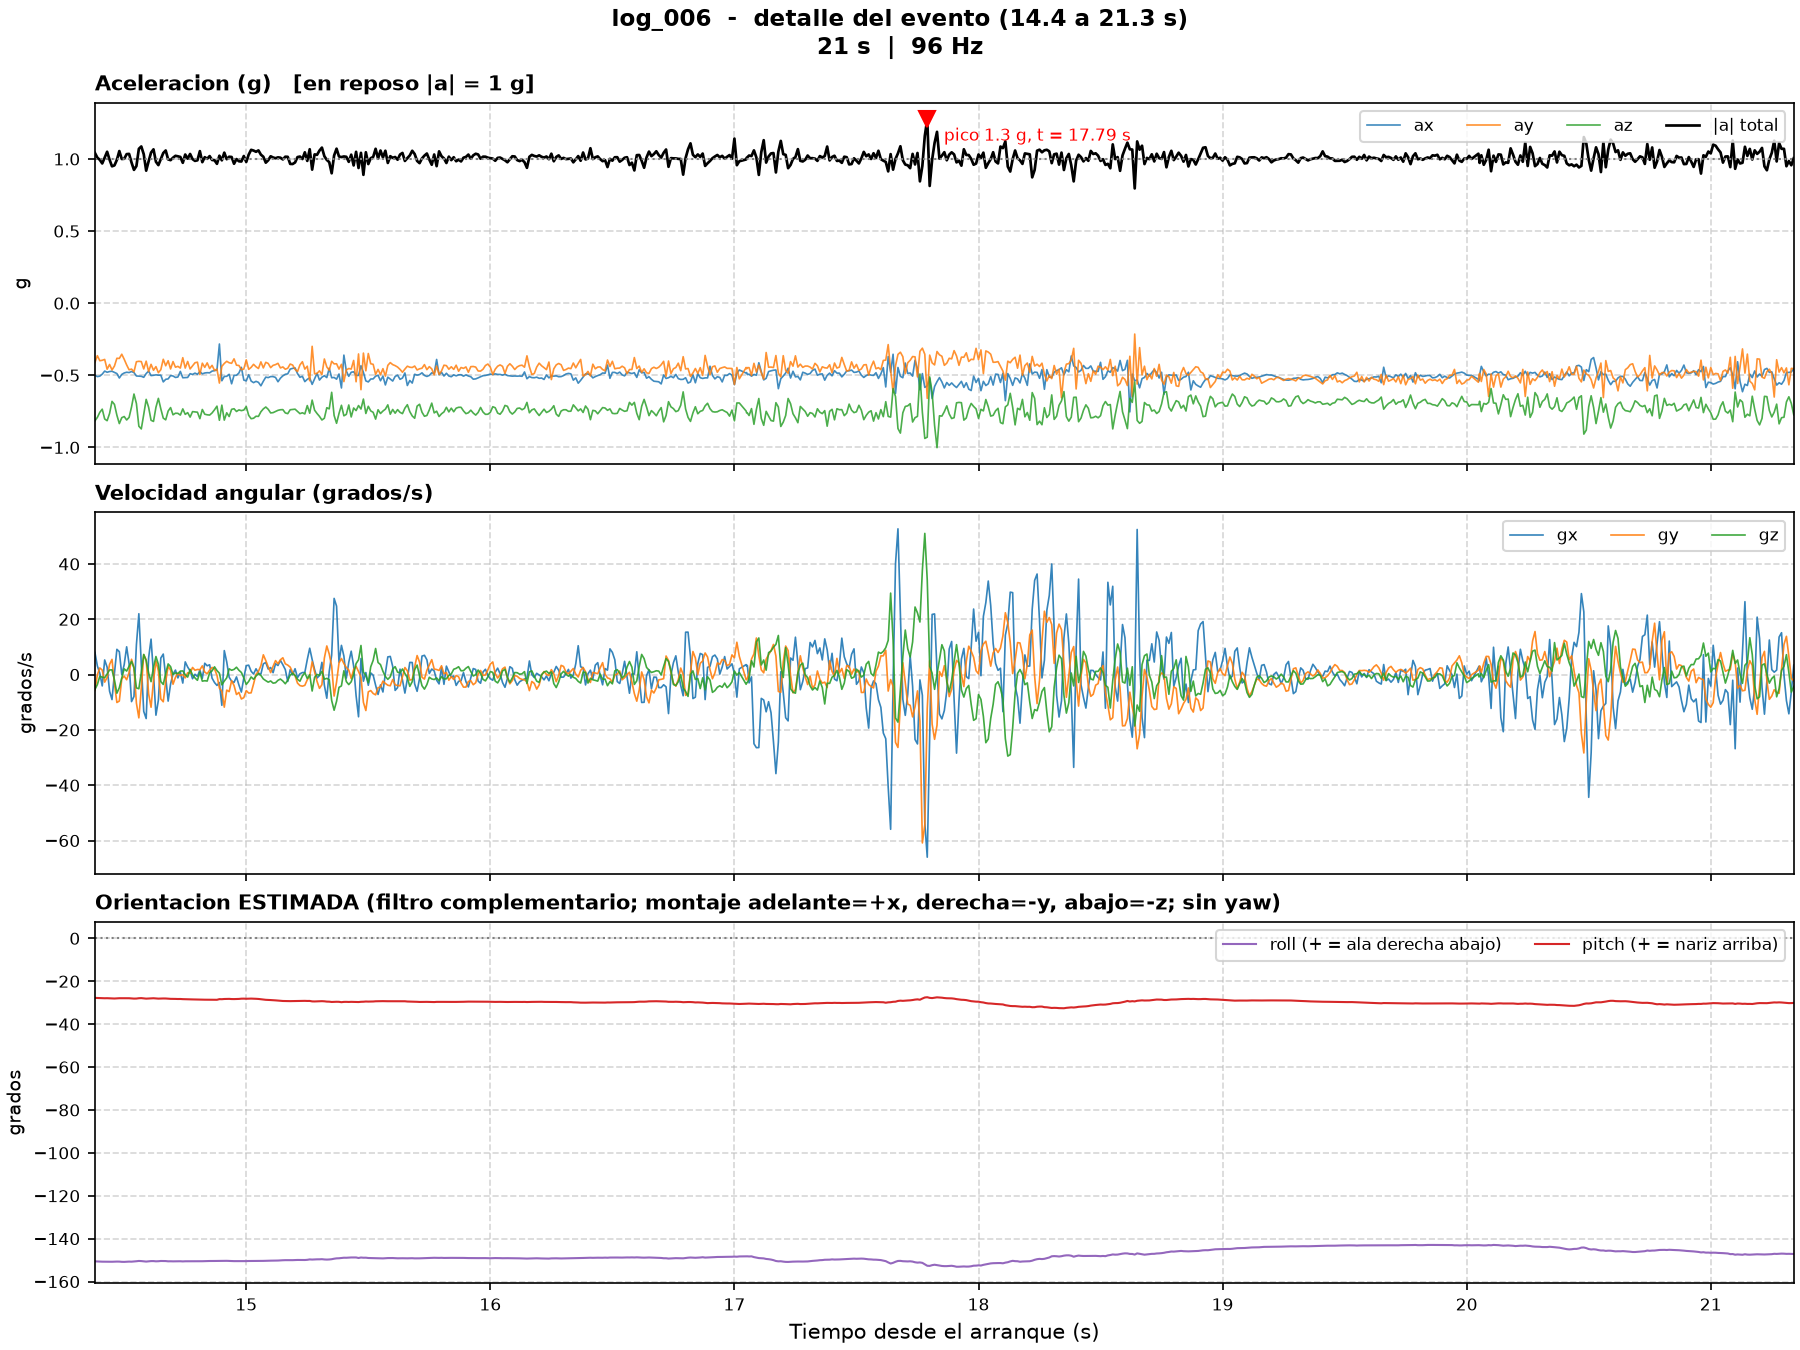 log_006  -  detalle del evento (14.4 a 21.3 s)
21 s  |  96 Hz
Aceleracion (g)   [en reposo |a| = 1 g]
ax ay az |a| total
pico 1.3 g, t = 17.79 s
1.0
0.5
0.0
−0.5
−1.0
g
Velocidad angular (grados/s)
gx gy gz
40
20
0
−20
−40
−60
grados/s
Orientacion ESTIMADA (filtro complementario; montaje adelante=+x, derecha=-y, abajo=-z; sin yaw)
roll (+ = ala derecha abajo) pitch (+ = nariz arriba)
0
−20
−40
−60
−80
−100
−120
−140
−160
grados
15 16 17 18 19 20 21
Tiempo desde el arranque (s)